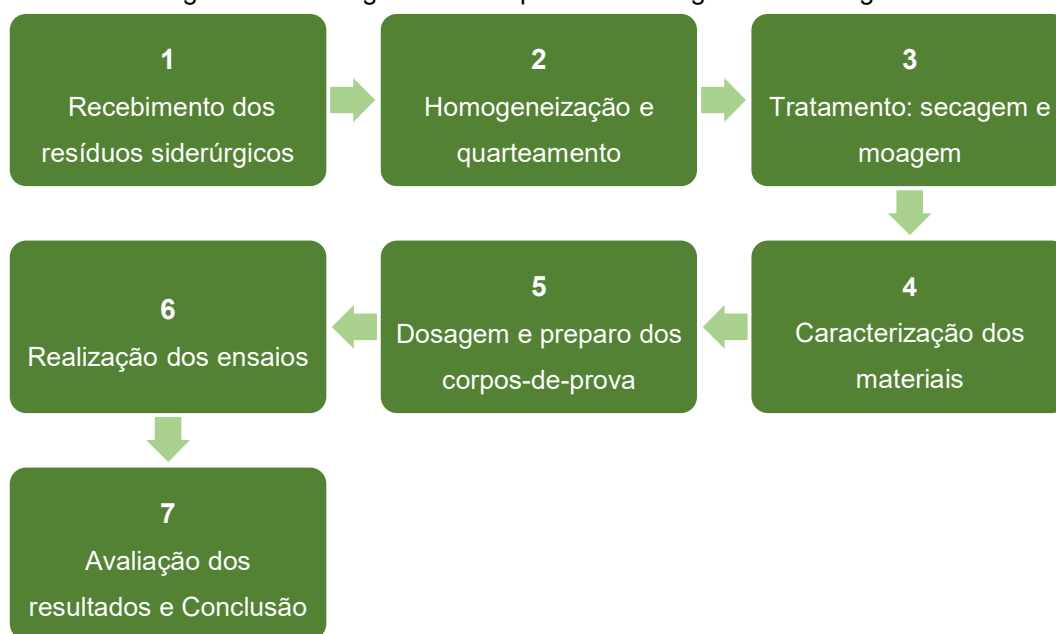 1
Recebimento dos
resíduos siderúrgicos
2
Homogeneização e
quarteamento
3
Tratamento: secagem e
moagem
4
Caracterização dos
materiais
5
Dosagem e preparo dos
corpos-de-prova
6
Realização dos ensaios
7
Avaliação dos
resultados e Conclusão